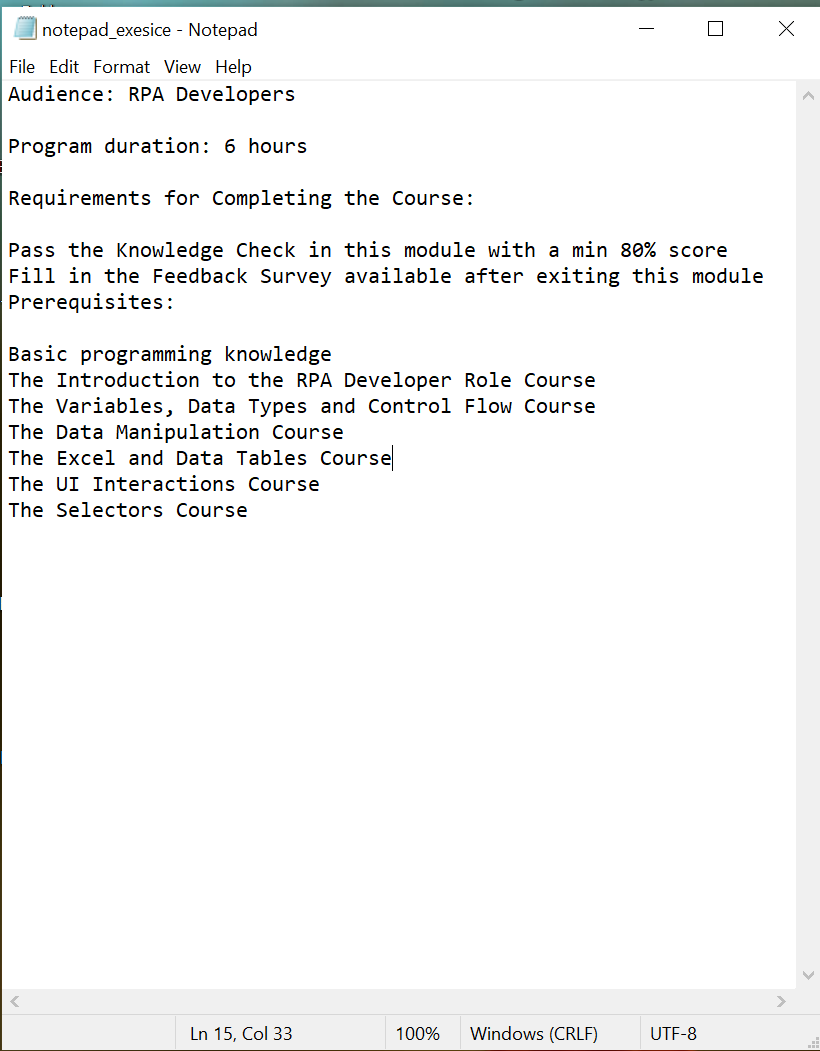 notepad_exesice - Notepad
File Edit Format View Help
Audience: RPA Developers
Program duration: 6 hours
Requirements for Completing the Course:
Pass the Knowledge Check in this module with a min 80% score
Fill in the Feedback Survey available after exiting this module
Prerequisites:
Basic programming knowledge
The Introduction to the RPA Developer Role Course
The Variables, Data Types and Control Flow Course
The Data Manipulation Course
The Excel and Data Tables Course
The UI Interactions Course
The Selectors Course
Ln 15, Col 33 100% Windows (CRLF) UTF-8